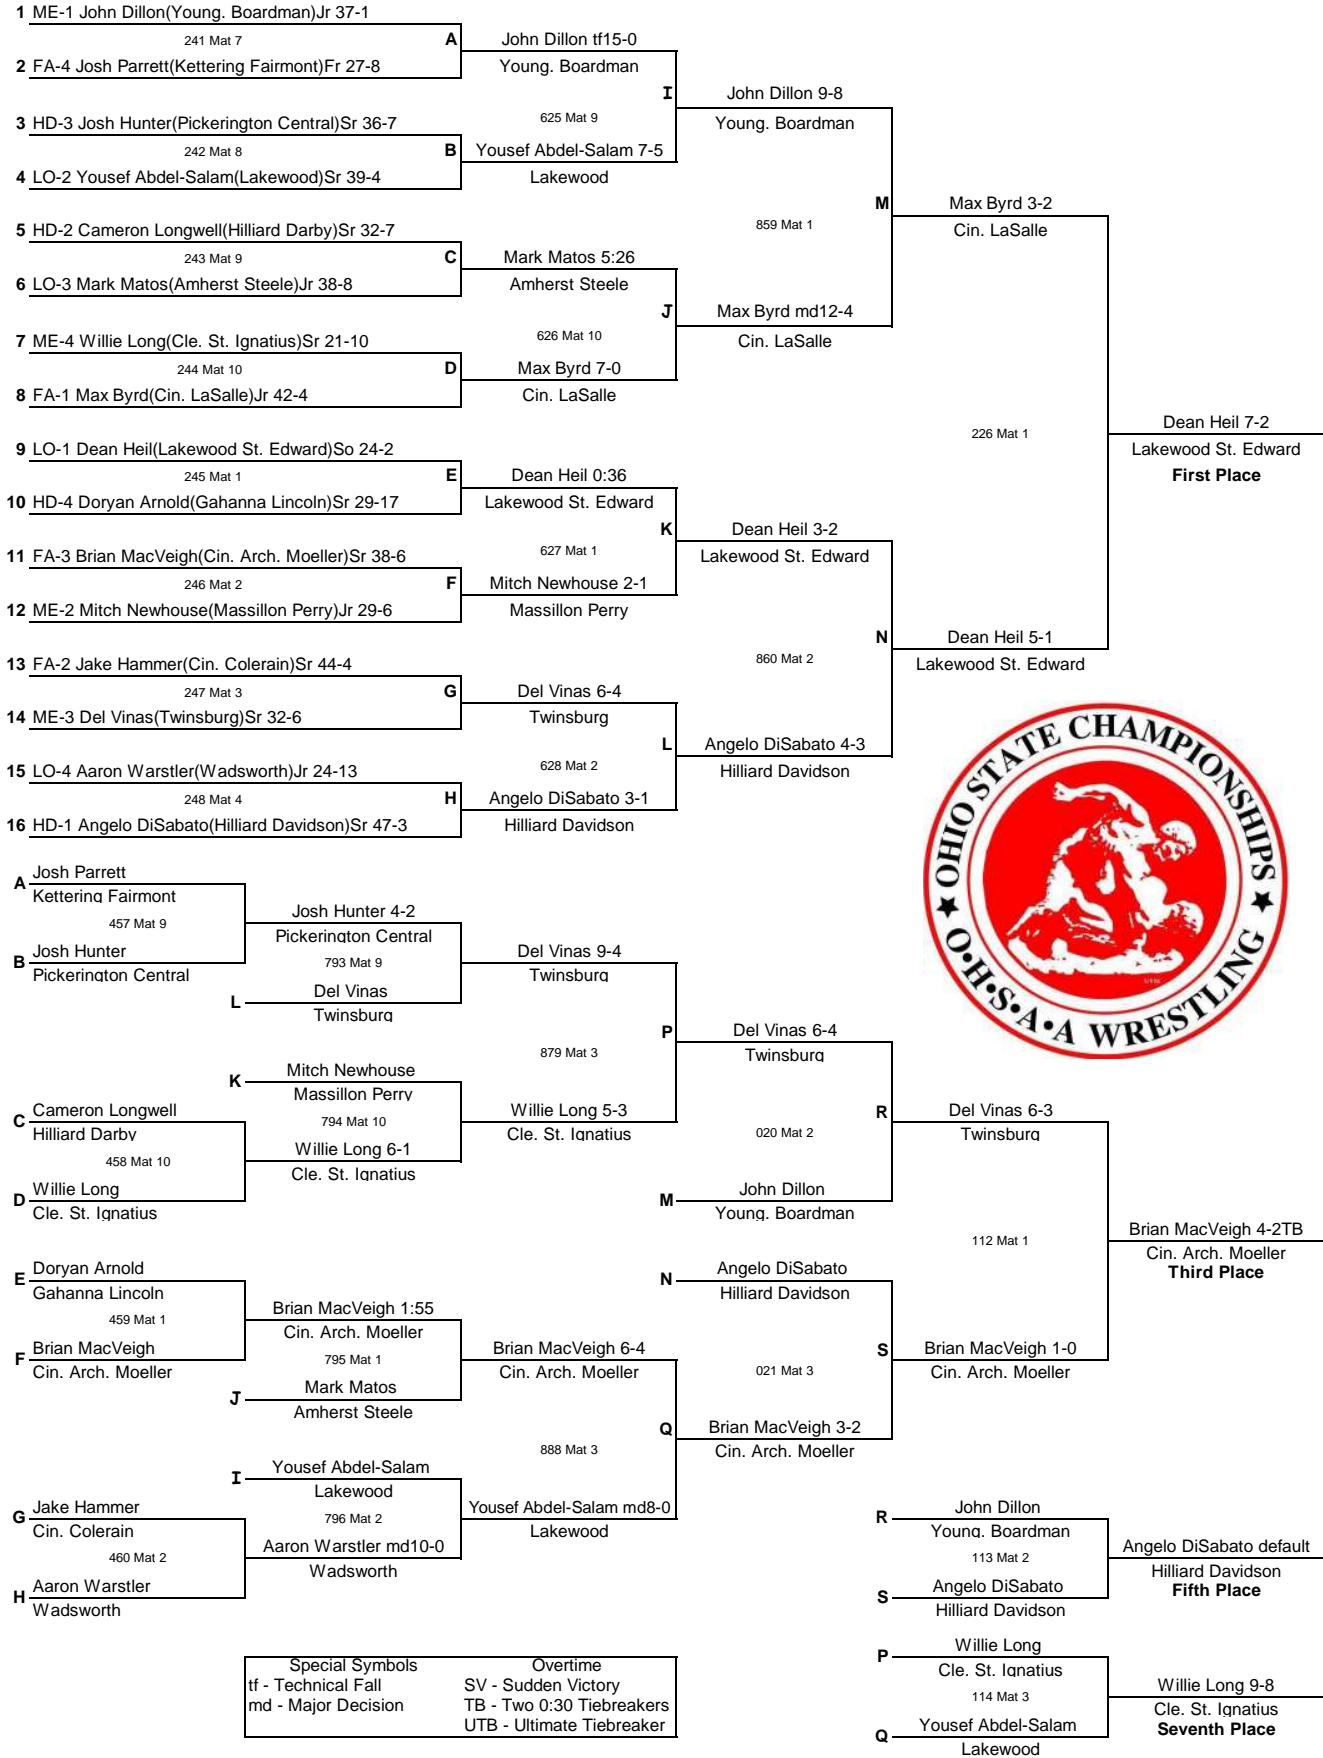 1 ME-1 John Dillon(Young. Boardman)Jr 37-1
241 Mat 7
A
2 FA-4 Josh Parrett(Kettering Fairmont)Fr 27-8
John Dillon tf15-0
Young. Boardman
I
625 Mat 9
3 HD-3 Josh Hunter(Pickerington Central)Sr 36-7
242 Mat 8
B
4 LO-2 Yousef Abdel-Salam(Lakewood)Sr 39-4
Yousef Abdel-Salam 7-5
Lakewood
John Dillon 9-8
Young. Boardman
M
859 Mat 1
5 HD-2 Cameron Longwell(Hilliard Darby)Sr 32-7
243 Mat 9
C
6 LO-3 Mark Matos(Amherst Steele)Jr 38-8
Mark Matos 5:26
Amherst Steele
J
626 Mat 10
7 ME-4 Willie Long(Cle. St. Ignatius)Sr 21-10
244 Mat 10
D
8 FA-1 Max Byrd(Cin. LaSalle)Jr 42-4
Max Byrd 7-0
Cin. LaSalle
Max Byrd md12-4
Cin. LaSalle
Max Byrd 3-2
Cin. LaSalle
226 Mat 1
Dean Heil 7-2
Lakewood St. Edward
First Place
9 LO-1 Dean Heil(Lakewood St. Edward)So 24-2
245 Mat 1
E
10 HD-4 Doryan Arnold(Gahanna Lincoln)Sr 29-17
Dean Heil 0:36
Lakewood St. Edward
K
627 Mat 1
11 FA-3 Brian MacVeigh(Cin. Arch. Moeller)Sr 38-6
246 Mat 2
F
12 ME-2 Mitch Newhouse(Massillon Perry)Jr 29-6
Mitch Newhouse 2-1
Massillon Perry
Dean Heil 3-2
Lakewood St. Edward
N
860 Mat 2
Dean Heil 5-1
Lakewood St. Edward
13 FA-2 Jake Hammer(Cin. Colerain)Sr 44-4
247 Mat 3
G
14 ME-3 Del Vinas(Twinsburg)Sr 32-6
Del Vinas 6-4
Twinsburg
L
628 Mat 2
15 LO-4 Aaron Warstler(Wadsworth)Jr 24-13
248 Mat 4
H
16 HD-1 Angelo DiSabato(Hilliard Davidson)Sr 47-3
Angelo DiSabato 3-1
Hilliard Davidson
Angelo DiSabato 4-3
Hilliard Davidson
★ OHIO STATE CHAMPIONSHIPS ★
O•H•S•A•A WRESTLING
A Josh Parrett
Kettering Fairmont
457 Mat 9
B Josh Hunter
Pickerington Central
Josh Hunter 4-2
Pickerington Central
793 Mat 9
L Del Vinas
Twinsburg
Del Vinas 9-4
Twinsburg
P
879 Mat 3
K Mitch Newhouse
Massillon Perry
794 Mat 10
C Cameron Longwell
Hilliard Darby
458 Mat 10
D Willie Long
Cle. St. Ignatius
Willie Long 6-1
Cle. St. Ignatius
Willie Long 5-3
Cle. St. Ignatius
Del Vinas 6-4
Twinsburg
R
020 Mat 2
M John Dillon
Young. Boardman
Del Vinas 6-3
Twinsburg
112 Mat 1
Brian MacVeigh 4-2TB
Cin. Arch. Moeller
Third Place
E Doryan Arnold
Gahanna Lincoln
459 Mat 1
F Brian MacVeigh
Cin. Arch. Moeller
Brian MacVeigh 1:55
Cin. Arch. Moeller
795 Mat 1
J Mark Matos
Amherst Steele
Brian MacVeigh 6-4
Cin. Arch. Moeller
Q
888 Mat 3
N Angelo DiSabato
Hilliard Davidson
S
021 Mat 3
Brian MacVeigh 1-0
Cin. Arch. Moeller
Brian MacVeigh 3-2
Cin. Arch. Moeller
I Yousef Abdel-Salam
Lakewood
796 Mat 2
G Jake Hammer
Cin. Colerain
460 Mat 2
H Aaron Warstler
Wadsworth
Aaron Warstler md10-0
Wadsworth
Yousef Abdel-Salam md8-0
Lakewood
R John Dillon
Young. Boardman
113 Mat 2
S Angelo DiSabato
Hilliard Davidson
Angelo DiSabato default
Hilliard Davidson
Fifth Place
P Willie Long
Cle. St. Ignatius
114 Mat 3
Q Yousef Abdel-Salam
Lakewood
Willie Long 9-8
Cle. St. Ignatius
Seventh Place
Special Symbols
tf - Technical Fall
md - Major Decision
Overtime
SV - Sudden Victory
TB - Two 0:30 Tiebreakers
UTB - Ultimate Tiebreaker